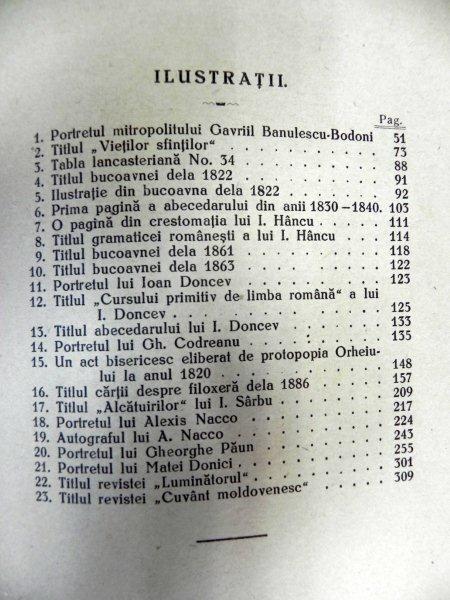 ILUSTRAȚII.
Pag.
1. Portretul mitropolitului Gavriil Banulescu-Bodoni 51
2. Titlul „Vieților sfinților“ . . . . . . . . . 73
3. Tabla lancasteriană No. 34 . . . . . . . . 88
4. Titlul bucoavnei dela 1822 . . . . . . . . 91
5. Ilustrație din bucoavna dela 1822 . . . . . . 92
6. Prima pagină a abecedarului din anii 1830—1840. 103
7. O pagină din crestomația lui I. Hâncu . . . . . 111
8. Titlul gramaticei românești a lui I. Hâncu . . . 114
9. Titlul bucoavnei dela 1861 . . . . . . . . 118
10. Titlul bucoavnei dela 1863 . . . . . . . . 122
11. Portretul lui Ioan Doncev . . . . . . . . 123
12. Titlul „Cursului primitiv de limba română“ a lui
I. Doncev . . . . . . . . . . . . 125
13. Titlul abecedarului lui I. Doncev . . . . . . 133
14. Portretul lui Gh. Codreanu . . . . . . . . 135
15. Un act bisericesc eliberat de protopopia Orheiu-
lui la anul 1820 . . . . . . . . . . 148
16. Titlul cărții despre filoxeră dela 1886 . . . . . 157
17. Titlul „Alcătuirilor“ lui I. Sârbu . . . . . . 209
18. Portretul lui Alexis Nacco . . . . . . . . 217
19. Autograful lui A. Nacco . . . . . . . . . 224
20. Portretul lui Gheorghe Păun . . . . . . . 243
21. Portretul lui Matei Donici . . . . . . . . 255
22. Titlul revistei „Luminătorul“ . . . . . . . 301
23. Titlul revistei „Cuvânt moldovenesc“ . . . . . 309